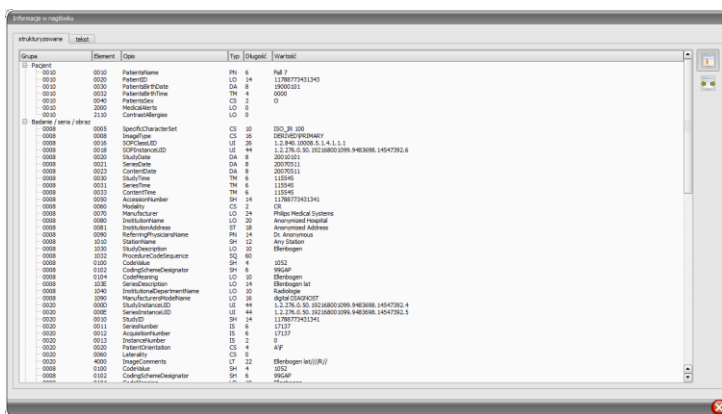 Informacje w nagłówku
strukturyzowane tekst
Grupa Element Opis Typ Długość Wartość
Pacjent
0010 0010 PatientsName PN 6 Pall 7
0010 0020 PatientID LO 14 11788773431343
0010 0030 PatientsBirthDate DA 8 19000101
0010 0032 PatientsBirthTime TM 4 0000
0010 0040 PatientsSex CS 2 O
0010 2000 MedicalAlerts LO 0
0010 2110 ContrastAllergies LO 0
Badanie / seria / obraz
0008 0005 SpecificCharacterSet CS 10 ISO_IR 100
0008 0008 ImageType CS 16 DERIVED\PRIMARY
0008 0016 SOPClassUID UI 26 1.2.840.10008.5.1.4.1.1.1
0008 0018 SOPInstanceUID UI 44 1.2.276.0.50.192168001099.9483698.14547392.6
0008 0020 StudyDate DA 8 20010101
0008 0021 SeriesDate DA 8 20070511
0008 0023 ContentDate DA 8 20070511
0008 0030 StudyTime TM 6 115545
0008 0031 SeriesTime TM 6 115545
0008 0033 ContentTime TM 6 115545
0008 0050 AccessionNumber SH 14 11788773431341
0008 0060 Modality CS 2 CR
0008 0070 Manufacturer LO 24 Philips Medical Systems
0008 0080 InstitutionName LO 20 Anonymized Hospital
0008 0081 InstitutionAddress ST 18 Anonymized Address
0008 0090 ReferringPhysiciansName PN 14 Dr. Anonymous
0008 1010 StationName SH 12 Any Station
0008 1030 StudyDescription LO 10 Ellenbogen
0008 1032 ProcedureCodeSequence SQ 60
0008 0100 CodeValue SH 4 1052
0008 0102 CodingSchemeDesignator SH 6 99GAP
0008 0104 CodeMeaning LO 10 Ellenbogen
0008 103E SeriesDescription LO 14 Ellenbogen lat
0008 1040 InstitutionalDepartmentName LO 10 Radiologie
0008 1090 ManufacturersModelName LO 16 digital DIAGNOST
0020 000D StudyInstanceUID UI 44 1.2.276.0.50.192168001099.9483698.14547392.4
0020 000E SeriesInstanceUID UI 44 1.2.276.0.50.192168001099.9483698.14547392.5
0020 0010 StudyID SH 14 11788773431341
0020 0011 SeriesNumber IS 6 17137
0020 0012 AcquisitionNumber IS 6 17137
0020 0013 InstanceNumber IS 2 0
0020 0020 PatientOrientation CS 4 A\F
0020 0060 Laterality CS 0
0020 4000 ImageComments LT 22 Ellenbogen lat////R//
0008 0100 CodeValue SH 4 1052
0008 0102 CodingSchemeDesignator SH 6 99GAP